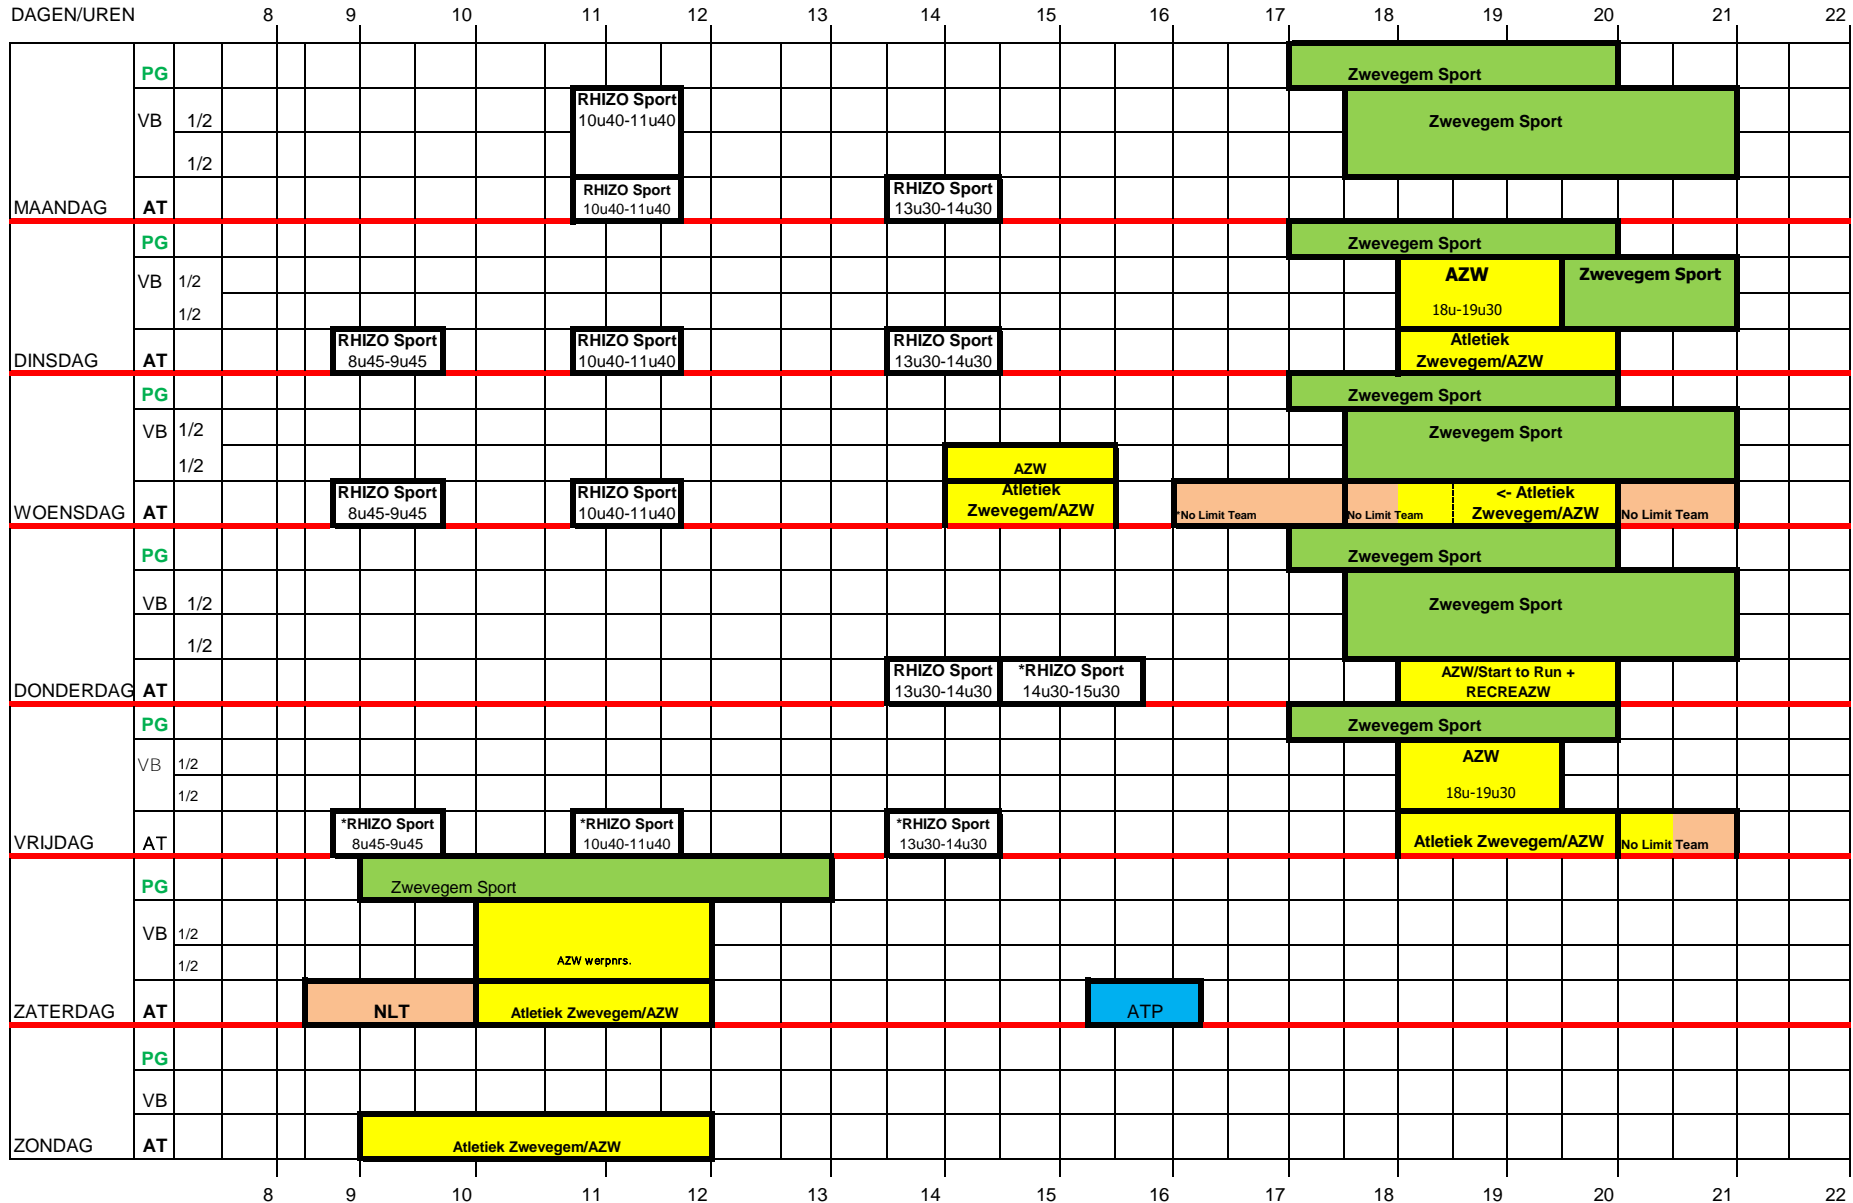 DAGEN/UREN 8 9 10 11 12 13 14 15 16 17 18 19 20 21 22
PG Zwevegem Sport
RHIZO Sport
VB 1/2 10u40-11u40 Zwevegem Sport
1/2
RHIZO Sport RHIZO Sport
MAANDAG AT 10u40-11u40 13u30-14u30
PG Zwevegem Sport
VB 1/2 AZW Zwevegem Sport
1/2 18u-19u30
RHIZO Sport RHIZO Sport RHIZO Sport Atletiek
DINSDAG AT 8u45-9u45 10u40-11u40 13u30-14u30 Zwevegem/AZW
PG Zwevegem Sport
VB 1/2 Zwevegem Sport
1/2 AZW
RHIZO Sport RHIZO Sport Atletiek <- Atletiek
WOENSDAG AT 8u45-9u45 10u40-11u40 Zwevegem/AZW *No Limit Team No Limit Team Zwevegem/AZW No Limit Team
PG Zwevegem Sport
VB 1/2 Zwevegem Sport
1/2
RHIZO Sport *RHIZO Sport AZW/Start to Run +
DONDERDAG AT 13u30-14u30 14u30-15u30 RECREAZW
PG Zwevegem Sport
VB 1/2 AZW
1/2 18u-19u30
*RHIZO Sport *RHIZO Sport *RHIZO Sport
VRIJDAG AT 8u45-9u45 10u40-11u40 13u30-14u30 Atletiek Zwevegem/AZW No Limit Team
PG Zwevegem Sport
VB 1/2
1/2 AZW werpnrs.
ZATERDAG AT NLT Atletiek Zwevegem/AZW ATP
PG
VB
ZONDAG AT Atletiek Zwevegem/AZW
8 9 10 11 12 13 14 15 16 17 18 19 20 21 22